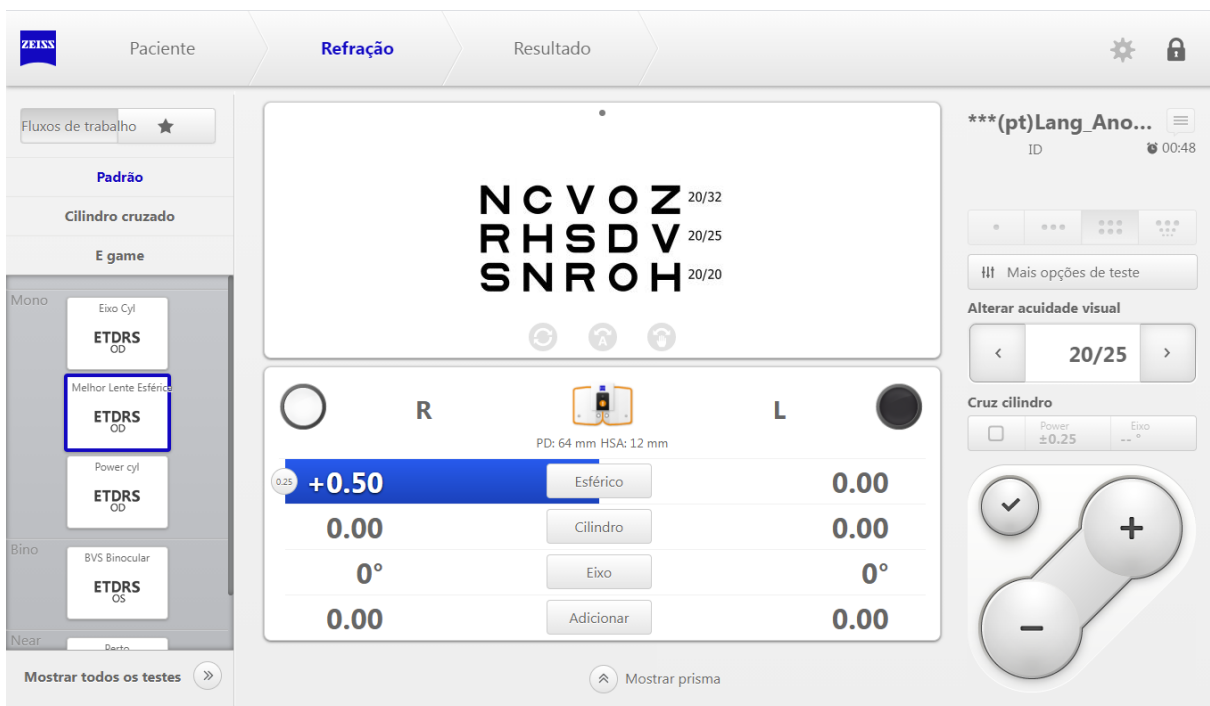 ZEISS
Paciente
Refração
Resultado
Fluxos de trabalho
Padrão
Cilindro cruzado
E game
Mono
Eixo Cyl
ETDRS
OD
Melhor Lente Esférica
ETDRS
OD
Power cyl
ETDRS
OD
Bino
BVS Binocular
ETDRS
OS
Near
Perto
Mostrar todos os testes
N C V O Z 20/32
R H S D V 20/25
S N R O H 20/20
A
R
L
PD: 64 mm HSA: 12 mm
0.25 +0.50 Esférico 0.00
0.00 Cilindro 0.00
0° Eixo 0°
0.00 Adicionar 0.00
Mostrar prisma
***(pt)Lang_Ano...
ID 00:48
Mais opções de teste
Alterar acuidade visual
< 20/25 >
Cruz cilindro
Power Eixo
±0.25 -- °
+
−